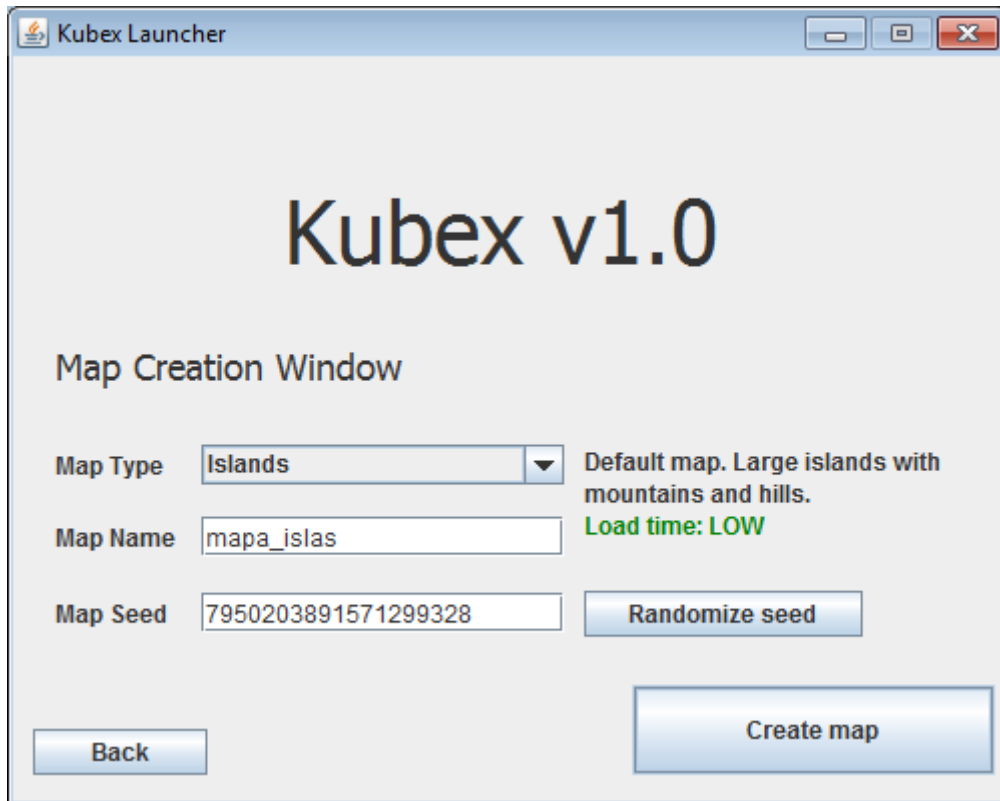 Kubex Launcher
Kubex v1.0
Map Creation Window
Map Type
Islands
Default map. Large islands with
mountains and hills.
Load time: LOW
Map Name
mapa_islas
Map Seed
7950203891571299328
Randomize seed
Create map
Back